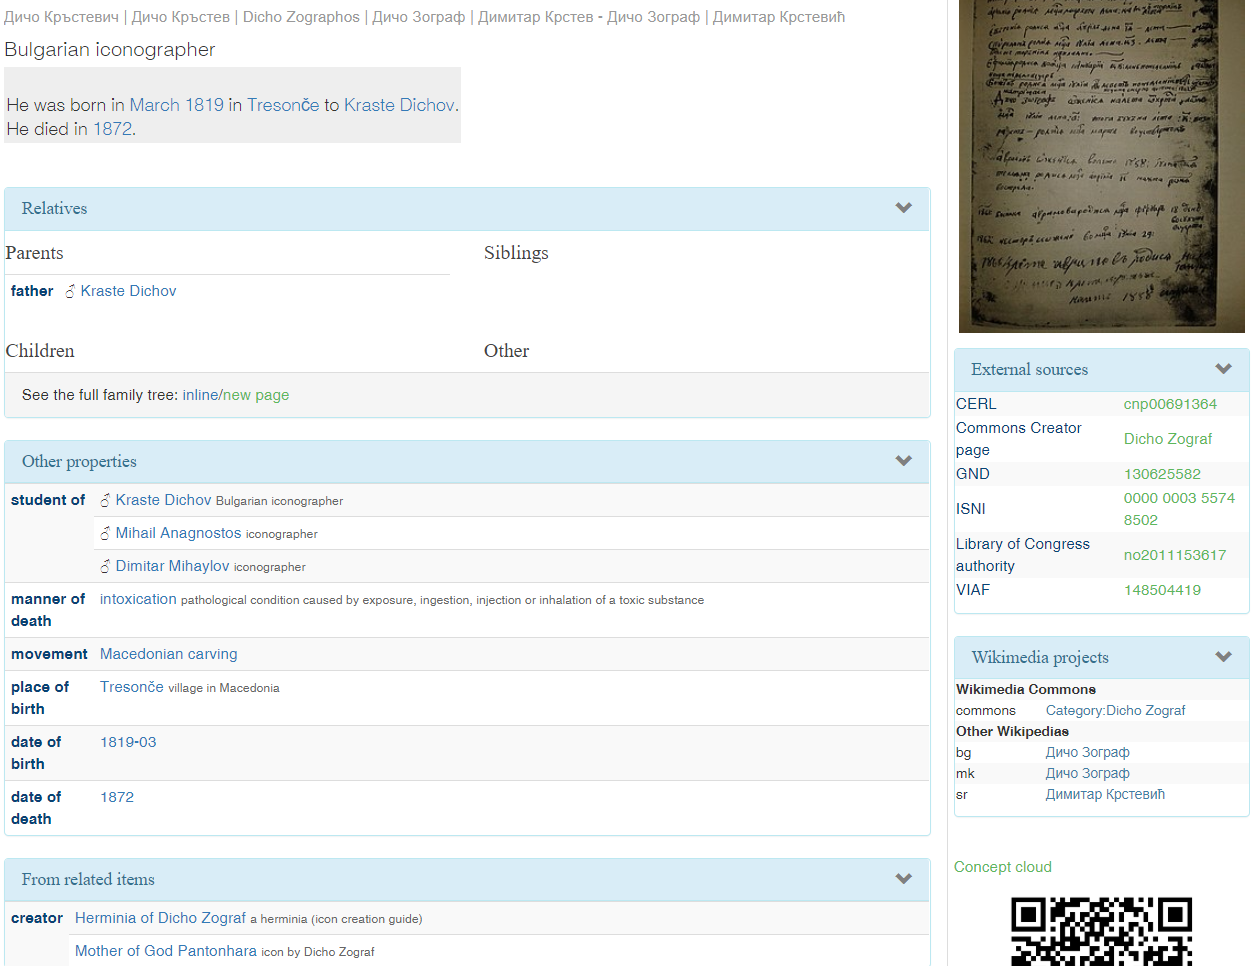 Дичо Кръстевич | Дичо Кръстев | Dicho Zographos | Дичо Зограф | Димитар Крстев - Дичо Зограф | Димитар Крстевић
Bulgarian iconographer
He was born in March 1819 in Tresonče to Kraste Dichov.
He died in 1872.
Relatives
Parents
Siblings
father ♂ Kraste Dichov
Children
Other
See the full family tree: inline/new page
Other properties
student of ♂ Kraste Dichov Bulgarian iconographer
♂ Mihail Anagnostos iconographer
♂ Dimitar Mihaylov iconographer
manner of death intoxication pathological condition caused by exposure, ingestion, injection or inhalation of a toxic substance
movement Macedonian carving
place of birth Tresonče village in Macedonia
date of birth 1819-03
date of death 1872
From related items
creator Herminia of Dicho Zograf a herminia (icon creation guide)
Mother of God Pantonhara icon by Dicho Zograf
External sources
CERL cnp00691364
Commons Creator page Dicho Zograf
GND 130625582
ISNI 0000 0003 5574 8502
Library of Congress authority no2011153617
VIAF 148504419
Wikimedia projects
Wikimedia Commons
commons Category:Dicho Zograf
Other Wikipedias
bg Дичо Зограф
mk Дичо Зограф
sr Димитар Крстевић
Concept cloud